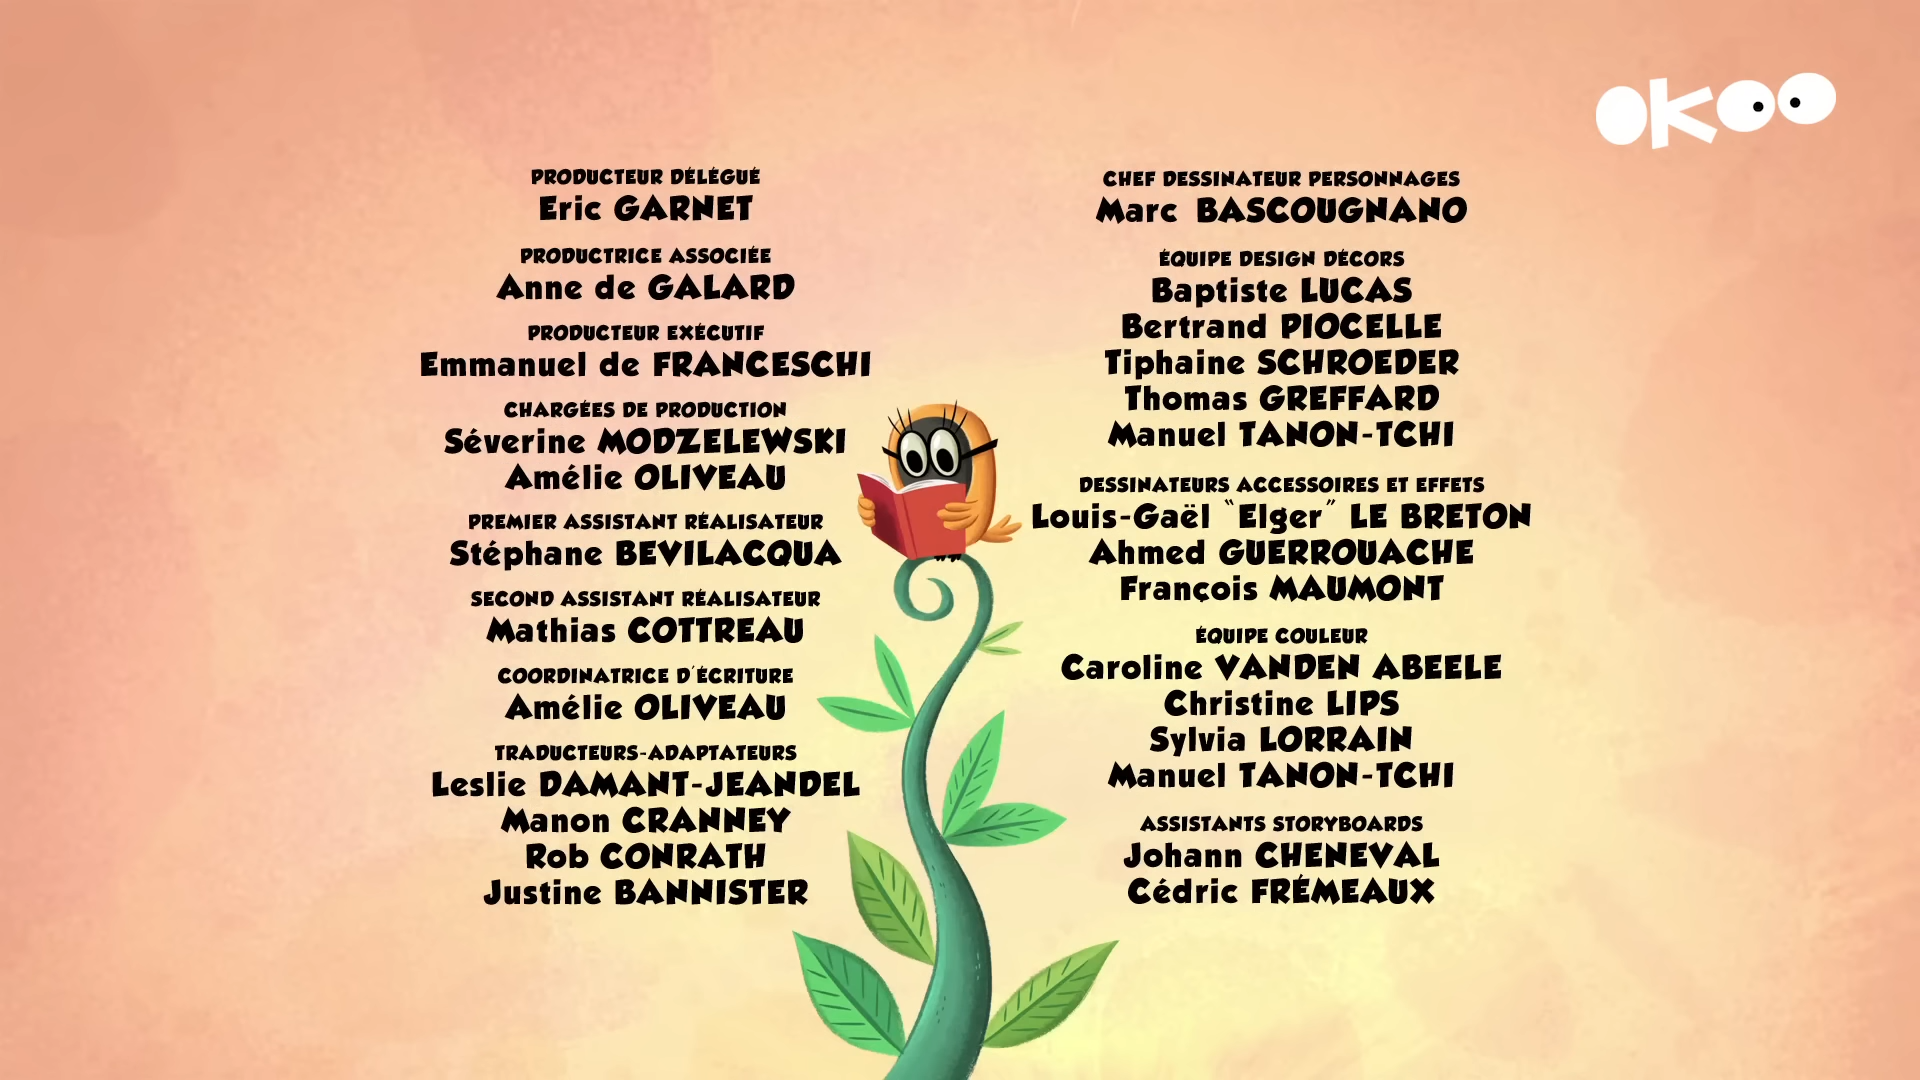 OKOO
PRODUCTEUR DÉLÉGUÉ
Eric GARNET
PRODUCTRICE ASSOCIÉE
Anne de GALARD
PRODUCTEUR EXÉCUTIF
Emmanuel de FRANCESCHI
CHARGÉES DE PRODUCTION
Séverine MODZELEWSKI
Amélie OLIVEAU
PREMIER ASSISTANT RÉALISATEUR
Stéphane BEVILACQUA
SECOND ASSISTANT RÉALISATEUR
Mathias COTTREAU
COORDINATRICE D'ÉCRITURE
Amélie OLIVEAU
TRADUCTEURS-ADAPTATEURS
Leslie DAMANT-JEANDEL
Manon CRANNEY
Rob CONRATH
Justine BANNISTER
CHEF DESSINATEUR PERSONNAGES
Marc BASCOUGNANO
ÉQUIPE DESIGN DÉCORS
Baptiste LUCAS
Bertrand PIOCELLE
Tiphaine SCHROEDER
Thomas GREFFARD
Manuel TANON-TCHI
DESSINATEURS ACCESSOIRES ET EFFETS
Louis-Gaël "Elger" LE BRETON
Ahmed GUERROUACHE
François MAUMONT
ÉQUIPE COULEUR
Caroline VANDEN ABEELE
Christine LIPS
Sylvia LORRAIN
Manuel TANON-TCHI
ASSISTANTS STORYBOARDS
Johann CHENEVAL
Cédric FRÉMEAUX